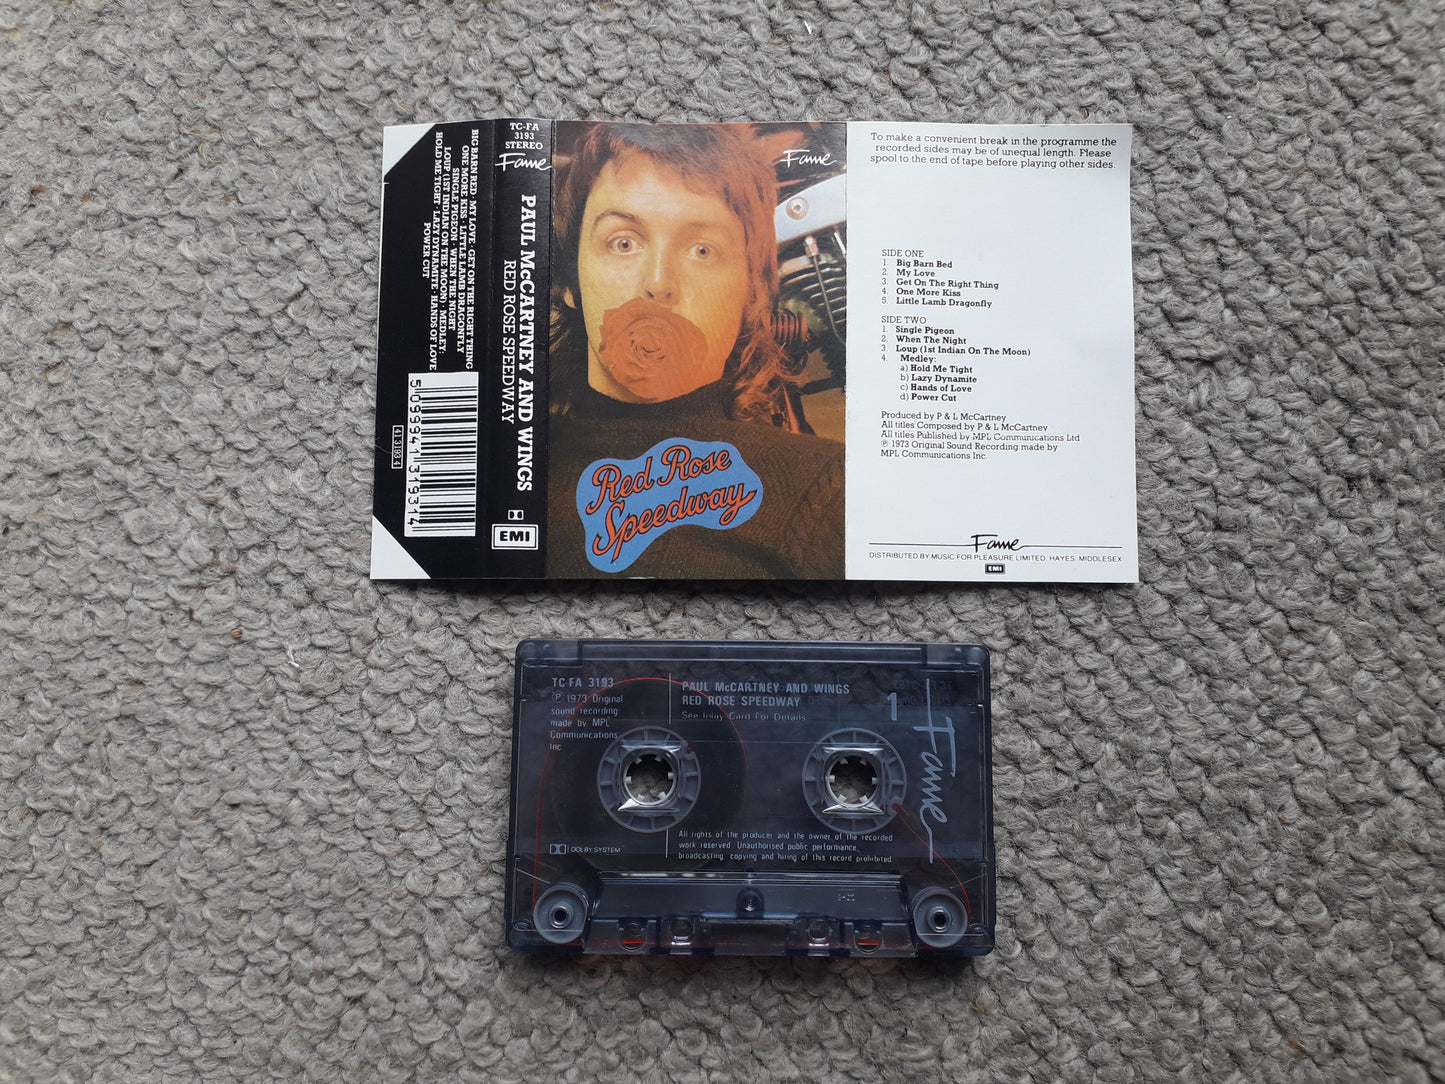 BIG BARN RED · MY LOVE · GET ON THE RIGHT THING
ONE MORE KISS · LITTLE LAMB DRAGONFLY
SINGLE PIGEON · WHEN THE NIGHT
LOUP (1ST INDIAN ON THE MOON) · MEDLEY:
HOLD ME TIGHT · LAZY DYNAMITE · HANDS OF LOVE
POWER CUT
5 099941 319314
41 3193 4
TC-FA
3193
STEREO
Fame
PAUL McCARTNEY AND WINGS
RED ROSE SPEEDWAY
EMI
Fame
Red Rose
Speedway
To make a convenient break in the programme the
recorded sides may be of unequal length. Please
spool to the end of tape before playing other sides.
SIDE ONE
1. Big Barn Bed
2. My Love
3. Get On The Right Thing
4. One More Kiss
5. Little Lamb Dragonfly
SIDE TWO
1. Single Pigeon
2. When The Night
3. Loup (1st Indian On The Moon)
4. Medley:
a) Hold Me Tight
b) Lazy Dynamite
c) Hands of Love
d) Power Cut
Produced by P & L McCartney
All titles Composed by P & L McCartney
All titles Published by MPL Communications Ltd
℗ 1973 Original Sound Recording made by
MPL Communications Inc.
Fame
DISTRIBUTED BY MUSIC FOR PLEASURE LIMITED, HAYES, MIDDLESEX
EMI
TC-FA 3193
℗ 1973 Original
sound recording
made by MPL
Communications
Inc
PAUL McCARTNEY AND WINGS
RED ROSE SPEEDWAY
See Inlay Card For Details
1
Fame
All rights of the producer and the owner of the recorded
work reserved. Unauthorised public performance,
broadcasting, copying and hiring of this record prohibited
DOLBY SYSTEM